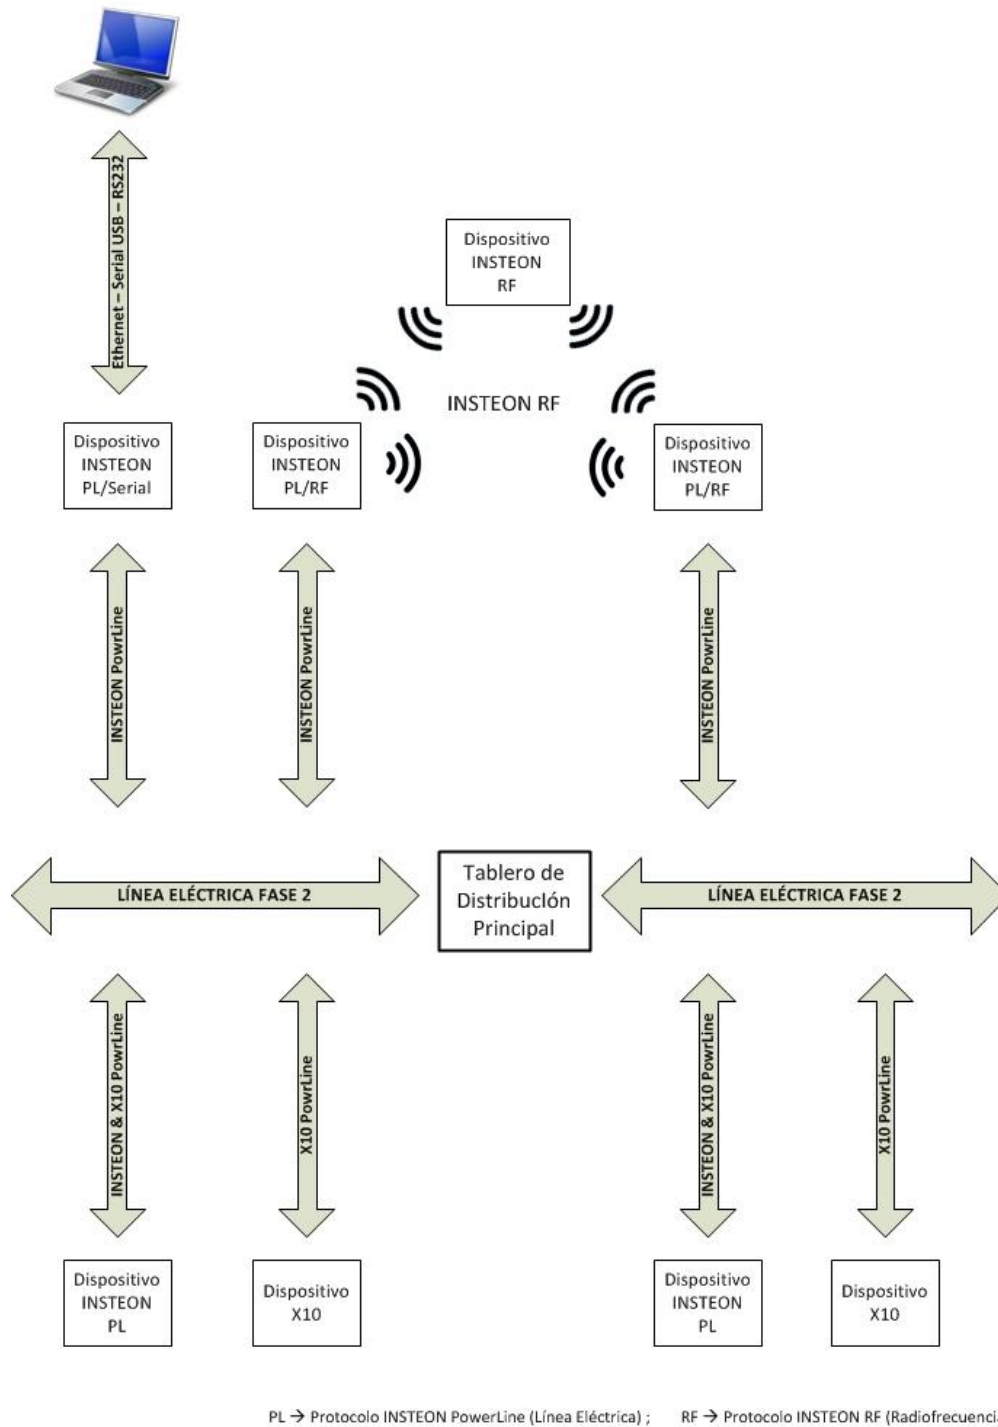 Ethernet – Serial USB – RS232
Dispositivo
INSTEON
RF
INSTEON RF
Dispositivo
INSTEON
PL/Serial
Dispositivo
INSTEON
PL/RF
Dispositivo
INSTEON
PL/RF
INSTEON PowrLine
INSTEON PowrLine
INSTEON PowrLine
LÍNEA ELÉCTRICA FASE 2
Tablero de
Distribución
Principal
LÍNEA ELÉCTRICA FASE 2
INSTEON & X10 PowrLine
X10 PowrLine
INSTEON & X10 PowrLine
X10 PowrLine
Dispositivo
INSTEON
PL
Dispositivo
X10
Dispositivo
INSTEON
PL
Dispositivo
X10
PL → Protocolo INSTEON PowerLine (Línea Eléctrica) ; RF → Protocolo INSTEON RF (Radiofrecuencia